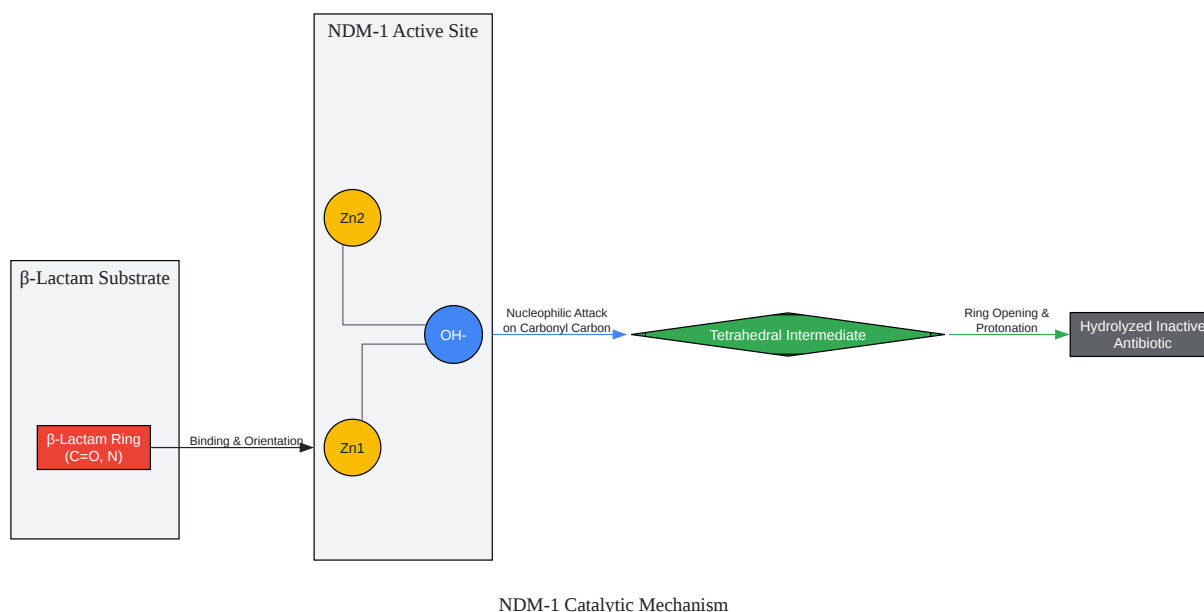 NDM-1 Active Site
Zn2
β-Lactam Substrate
OH-
Nucleophilic Attack
on Carbonyl Carbon
Tetrahedral Intermediate
Ring Opening &
Protonation
Hydrolyzed Inactive
Antibiotic
β-Lactam Ring
(C=O, N)
Binding & Orientation
Zn1
NDM-1 Catalytic Mechanism